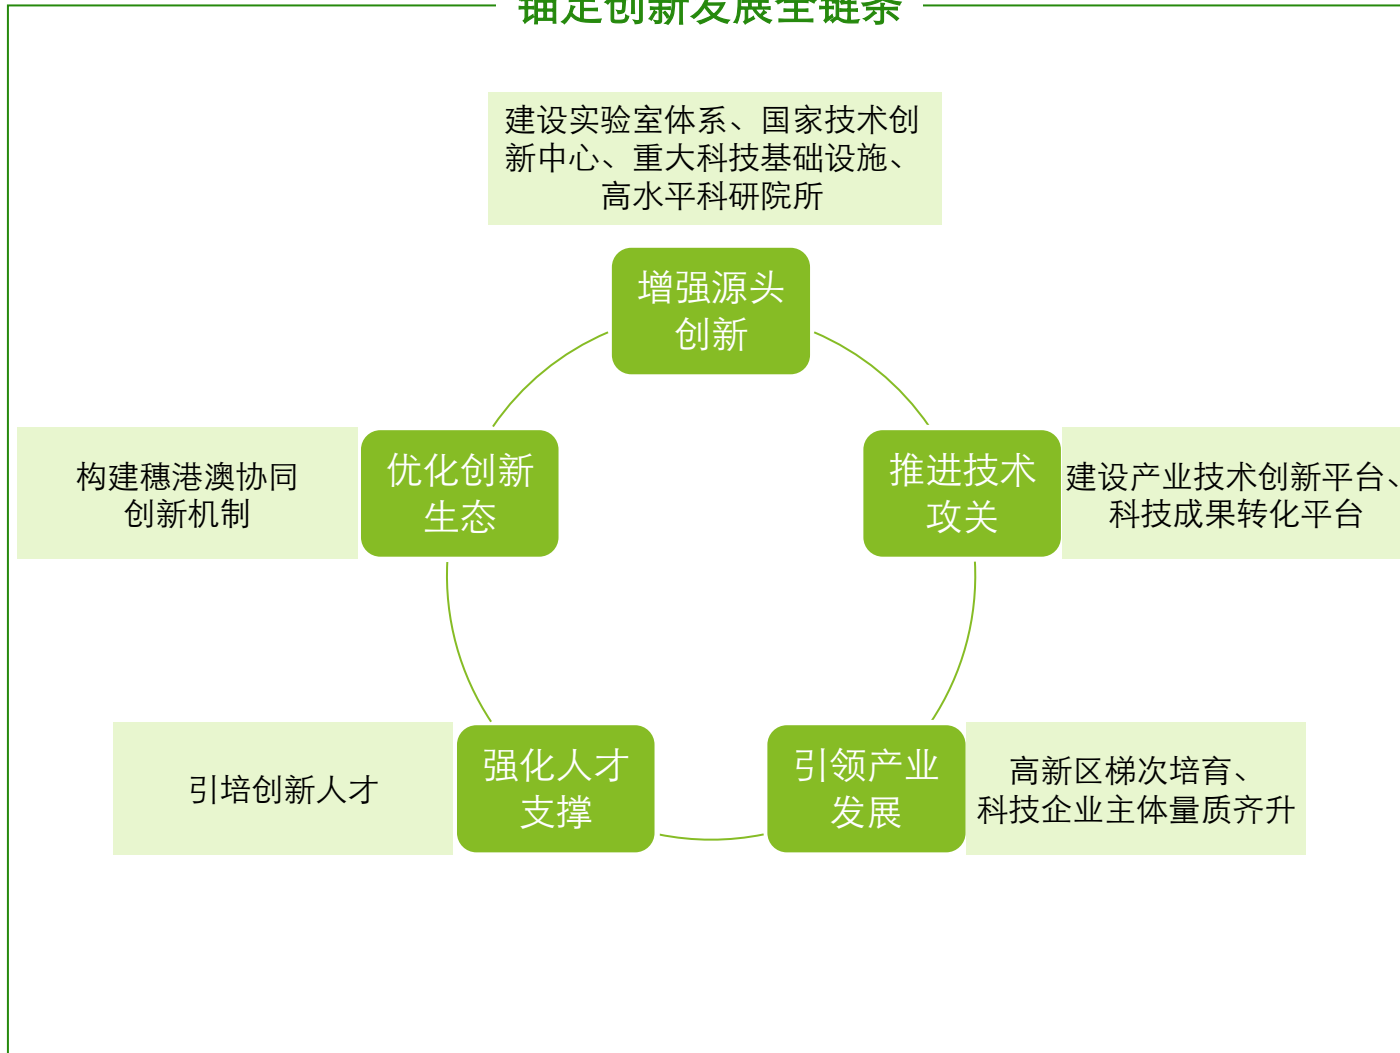 锚定创新发展全链条
建设实验室体系、国家技术创
新中心、重大科技基础设施、
高水平科研院所
增强源头
创新
构建穗港澳协同
创新机制
优化创新
生态
推进技术
攻关
建设产业技术创新平台、
科技成果转化平台
引培创新人才
强化人才
支撑
引领产业
发展
高新区梯次培育、
科技企业主体量质齐升